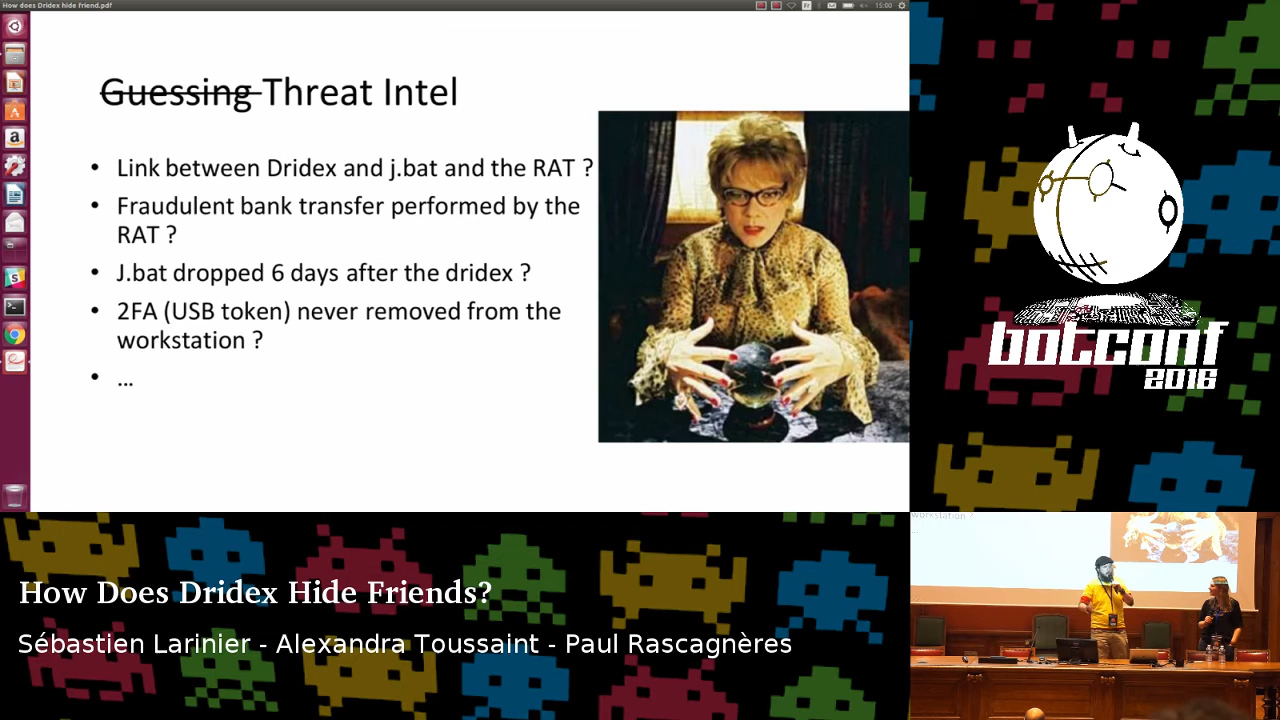 How does Dridex hide friend.pdf
Fr
15:00
Guessing Threat Intel
• Link between Dridex and j.bat and the RAT ?
• Fraudulent bank transfer performed by the
RAT ?
• J.bat dropped 6 days after the dridex ?
• 2FA (USB token) never removed from the
workstation ?
• ...
botconf
2016
workstation ?
...
How Does Dridex Hide Friends?
Sébastien Larinier - Alexandra Toussaint - Paul Rascagnères